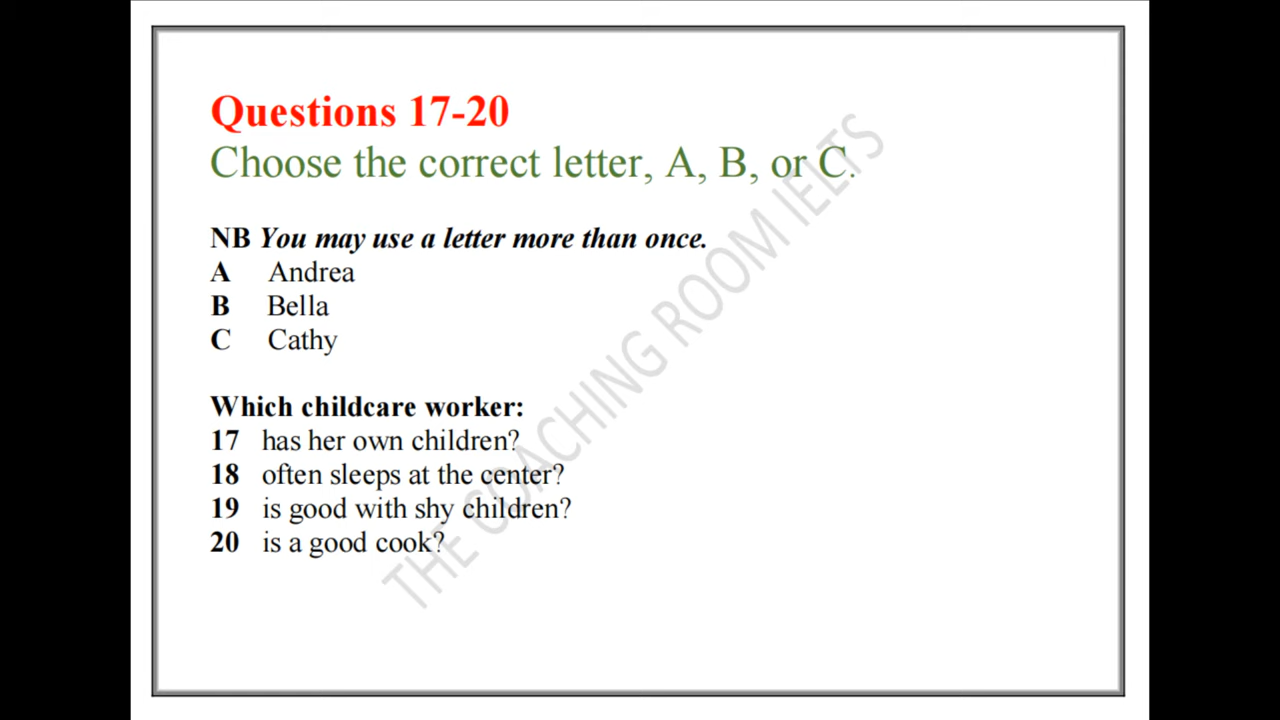 Questions 17-20
Choose the correct letter, A, B, or C.
NB You may use a letter more than once.
A Andrea
B Bella
C Cathy
Which childcare worker:
17 has her own children?
18 often sleeps at the center?
19 is good with shy children?
20 is a good cook?
THE COACHING ROOM IELTS